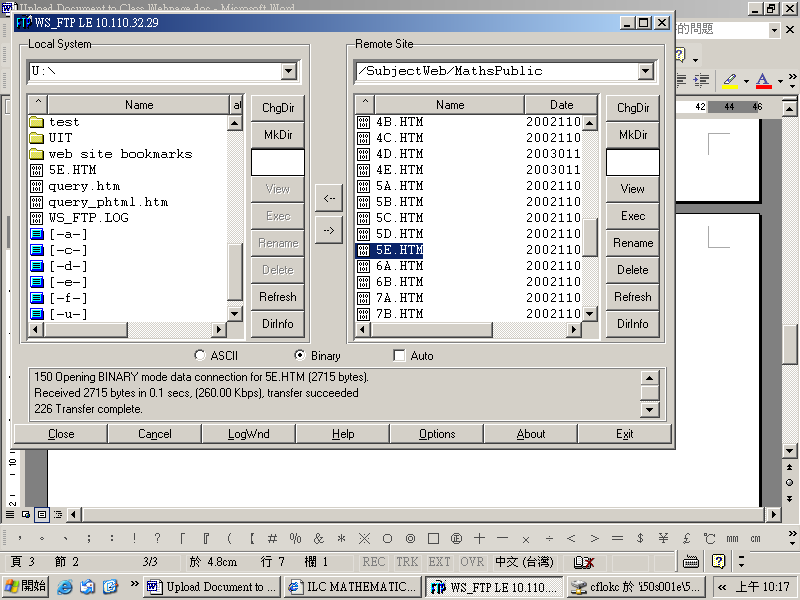 Upload Document to Class Webpage.doc - Microsoft Word
WS_FTP LE 10.110.32.29
的問題
Local System
U:\
^ Name
test
UIT
web site bookmarks
5E.HTM
query.htm
query_phtml.htm
WS_FTP.LOG
[-a-]
[-c-]
[-d-]
[-e-]
[-f-]
[-u-]
ChgDir
MkDir
View
Exec
Rename
Delete
Refresh
DirInfo
<--
-->
Remote Site
/SubjectWeb/MathsPublic
^ Name Date
4B.HTM 2002110
4C.HTM 2002110
4D.HTM 2003011
4E.HTM 2003011
5A.HTM 2002110
5B.HTM 2002110
5C.HTM 2002110
5D.HTM 2002110
5E.HTM 2002110
6A.HTM 2002110
6B.HTM 2002110
7A.HTM 2002110
7B.HTM 2002110
ChgDir
MkDir
View
Exec
Rename
Delete
Refresh
DirInfo
42 44 46
ASCII Binary Auto
150 Opening BINARY mode data connection for 5E.HTM (2715 bytes).
Received 2715 bytes in 0.1 secs, (260.00 Kbps), transfer succeeded
226 Transfer complete.
Close Cancel LogWnd Help Options About Exit
10
， 。 、 ； ： ！ ？ 「 『 （ 【 # % & * ※ ○ ◎ □ ㊣ + － × ÷ < > = $ ¥ £ ℃ mm cm
頁 3 節 2 3/3 於 4.8cm 行 7 欄 1 REC TRK EXT OVR 中文 (台灣)
開始 » Upload Document to ... ILC MATHEMATIC... WS_FTP LE 10.110.... cflokc 於 'i50s001e\5... « 上午 10:17